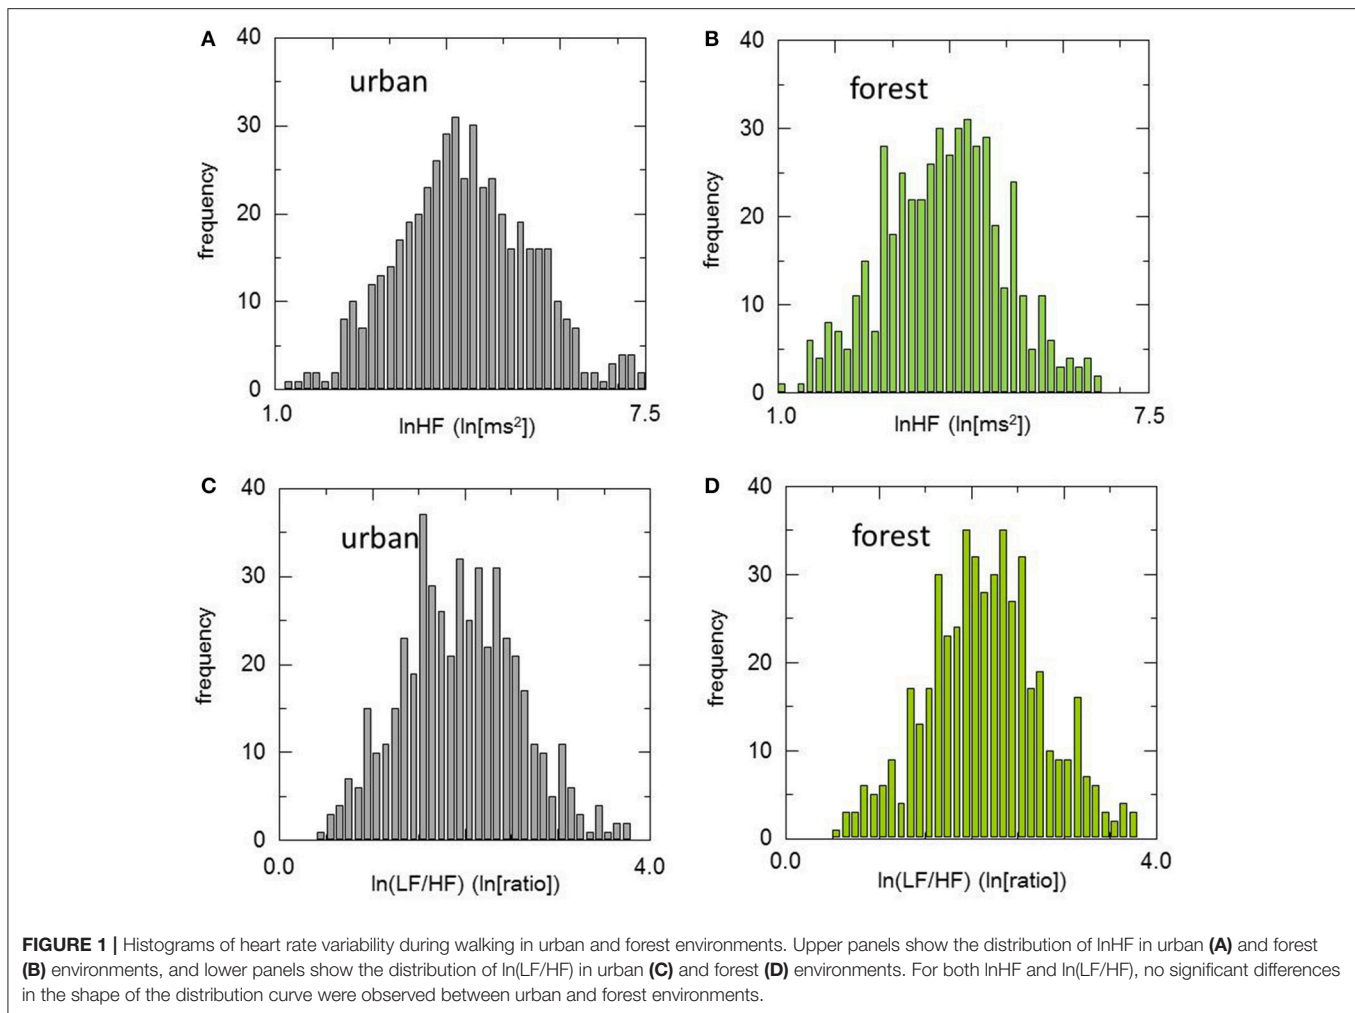 A
40
30
20
10
0
frequency
urban
1.0
7.5
lnHF (ln[ms²])
B
40
30
20
10
0
frequency
forest
1.0
7.5
lnHF (ln[ms²])
C
40
30
20
10
0
frequency
urban
0.0
4.0
ln(LF/HF) (ln[ratio])
D
40
30
20
10
0
frequency
forest
0.0
4.0
ln(LF/HF) (ln[ratio])
FIGURE 1 | Histograms of heart rate variability during walking in urban and forest environments. Upper panels show the distribution of lnHF in urban (A) and forest
(B) environments, and lower panels show the distribution of ln(LF/HF) in urban (C) and forest (D) environments. For both lnHF and ln(LF/HF), no significant differences
in the shape of the distribution curve were observed between urban and forest environments.